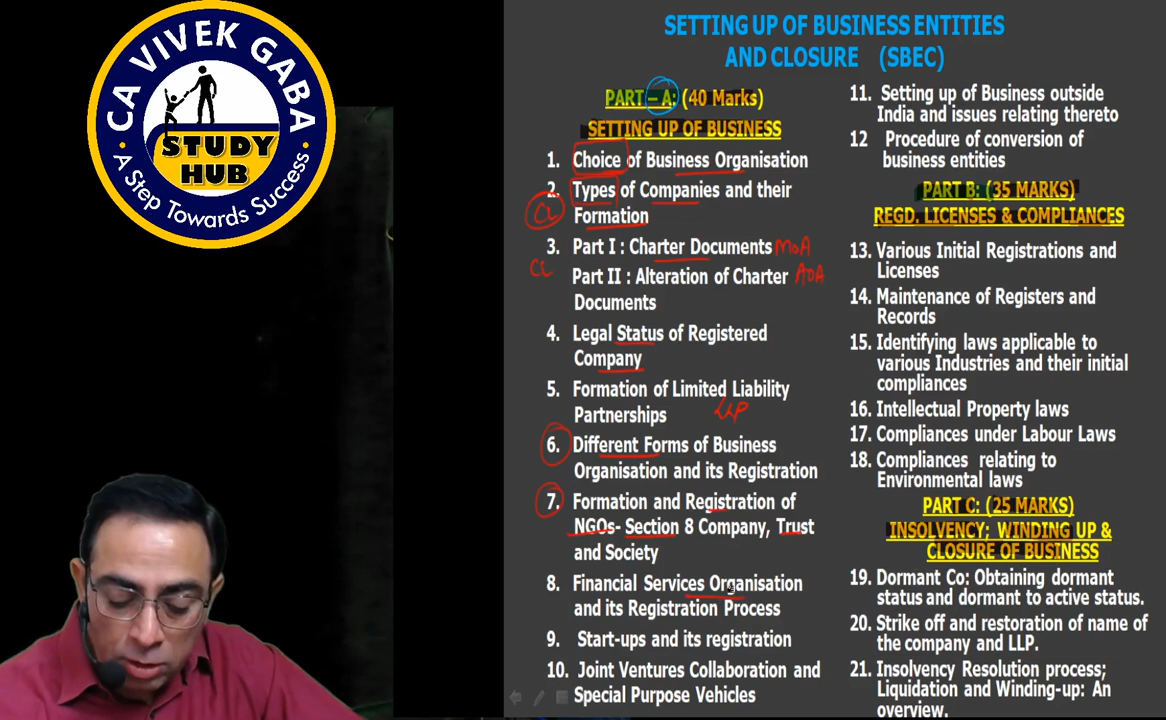 CA VIVEK GABA
STUDY
HUB
A Step Towards Success
SETTING UP OF BUSINESS ENTITIES
AND CLOSURE (SBEC)
PART – A: (40 Marks)
SETTING UP OF BUSINESS
1. Choice of Business Organisation
2. Types of Companies and their
CL
Formation
3. Part I : Charter Documents MOA
CL
Part II : Alteration of Charter AOA
Documents
4. Legal Status of Registered
Company
5. Formation of Limited Liability
Partnerships LLP
6. Different Forms of Business
Organisation and its Registration
7. Formation and Registration of
NGOs- Section 8 Company, Trust
and Society
8. Financial Services Organisation
and its Registration Process
9. Start-ups and its registration
10. Joint Ventures Collaboration and
Special Purpose Vehicles
11. Setting up of Business outside
India and issues relating thereto
12 Procedure of conversion of
business entities
PART B: (35 MARKS)
REGD. LICENSES & COMPLIANCES
13. Various Initial Registrations and
Licenses
14. Maintenance of Registers and
Records
15. Identifying laws applicable to
various Industries and their initial
compliances
16. Intellectual Property laws
17. Compliances under Labour Laws
18. Compliances relating to
Environmental laws
PART C: (25 MARKS)
INSOLVENCY; WINDING UP &
CLOSURE OF BUSINESS
19. Dormant Co: Obtaining dormant
status and dormant to active status.
20. Strike off and restoration of name of
the company and LLP.
21. Insolvency Resolution process;
Liquidation and Winding-up: An
overview.